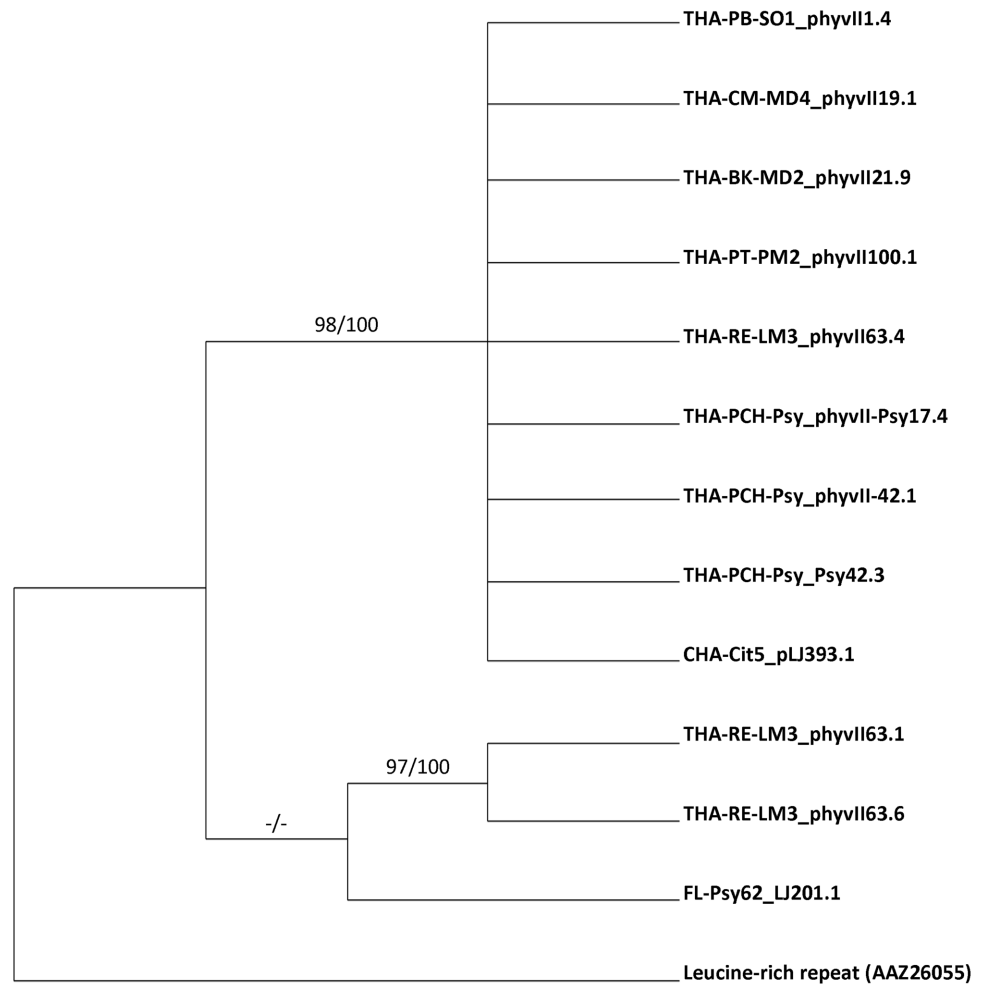 THA-PB-SO1_phyvII1.4
THA-CM-MD4_phyvII19.1
THA-BK-MD2_phyvII21.9
THA-PT-PM2_phyvII100.1
98/100
THA-RE-LM3_phyvII63.4
THA-PCH-Psy_phyvII-Psy17.4
THA-PCH-Psy_phyvII-42.1
THA-PCH-Psy_Psy42.3
CHA-Cit5_pLJ393.1
THA-RE-LM3_phyvII63.1
97/100
THA-RE-LM3_phyvII63.6
-/-
FL-Psy62_LJ201.1
Leucine-rich repeat (AAZ26055)